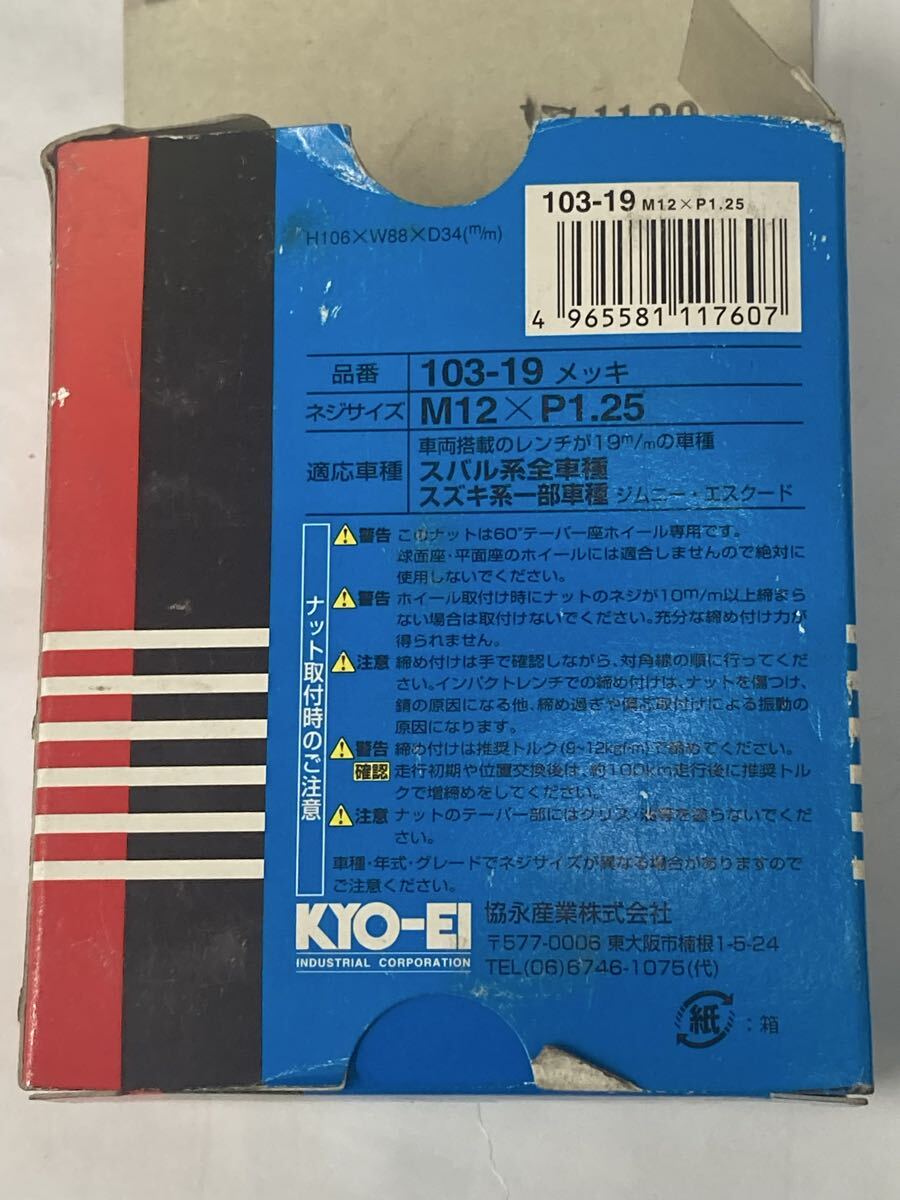 103-19 M12×P1.25
H106×W88×D34(m/m)
4 965581 117607
品番 103-19 メッキ
ネジサイズ M12×P1.25
適応車種 車両搭載のレンチが19m/mの車種
スバル系全車種
スズキ系一部車種 ジムニー・エスクード
ナット取付時のご注意
警告 このナットは60°テーパー座ホイール専用です。
球面座・平面座のホイールには適合しませんので絶対に
使用しないでください。
警告 ホイール取付け時にナットのネジが10m/m以上締まら
ない場合は取付けないでください。充分な締め付け力が
得られません。
注意 締め付けは手で確認しながら、対角線の順に行ってくだ
さい。インパクトレンチでの締め付けは、ナットを傷つけ、
錆の原因になる他、締め過ぎや偏芯取付けによる振動の
原因になります。
警告 締め付けは推奨トルク(9~12kgf・m)で締めてください。
確認 走行初期や位置交換後は、約100km走行後に推奨トル
クで増締めをしてください。
注意 ナットのテーパー部にはグリス・油等を塗らないでくだ
さい。
車種・年式・グレードでネジサイズが異なる場合がありますので
ご注意ください。
KYO-EI
INDUSTRIAL CORPORATION
協永産業株式会社
〒577-0006 東大阪市楠根1-5-24
TEL(06)6746-1075(代)
紙 :箱